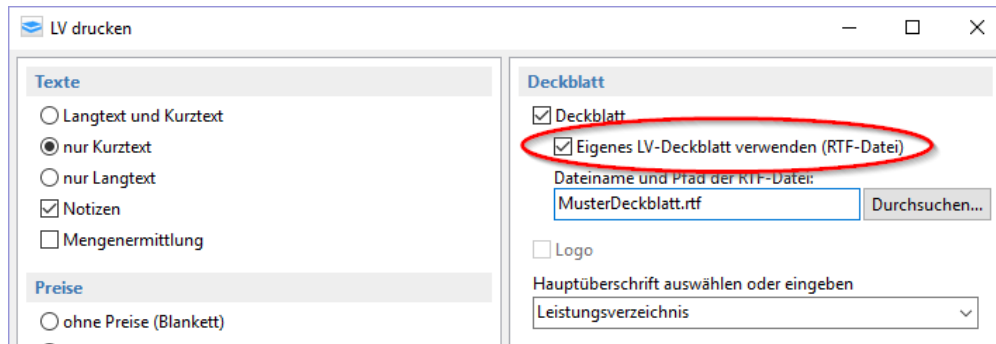 LV drucken
Texte
Langtext und Kurztext
nur Kurztext
nur Langtext
Notizen
Mengenermittlung
Preise
ohne Preise (Blankett)
Deckblatt
Deckblatt
Eigenes LV-Deckblatt verwenden (RTF-Datei)
Dateiname und Pfad der RTF-Datei:
MusterDeckblatt.rtf
Durchsuchen...
Logo
Hauptüberschrift auswählen oder eingeben
Leistungsverzeichnis